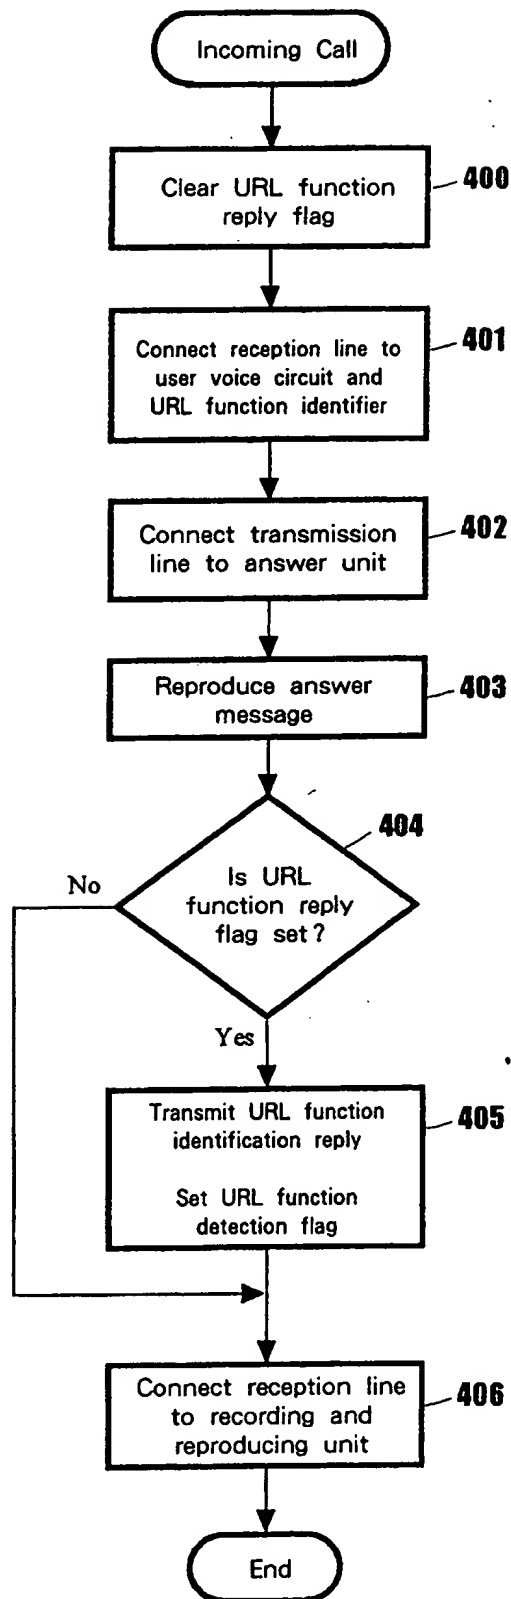 Incoming Call
Clear URL function
reply flag
400
Connect reception line to
user voice circuit and
URL function identifier
401
Connect transmission
line to answer unit
402
Reproduce answer
message
403
404
Is URL
function reply
flag set?
No
Yes
Transmit URL function
identification reply
Set URL function
detection flag
405
Connect reception line
to recording and
reproducing unit
406
End